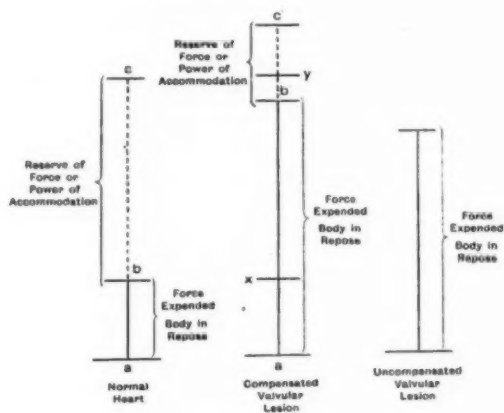 c
Reserve of
Force or
Power of
Accommodation
b
Force
Expended
Body in
Repose
a
Normal
Heart
c
Reserve of
Force or
Power of
Accommodation
y
b
Force
Expended
Body in
Repose
x
a
Compensated
Valvular
Lesion
Force
Expended
Body in
Repose
Uncompensated
Valvular
Lesion